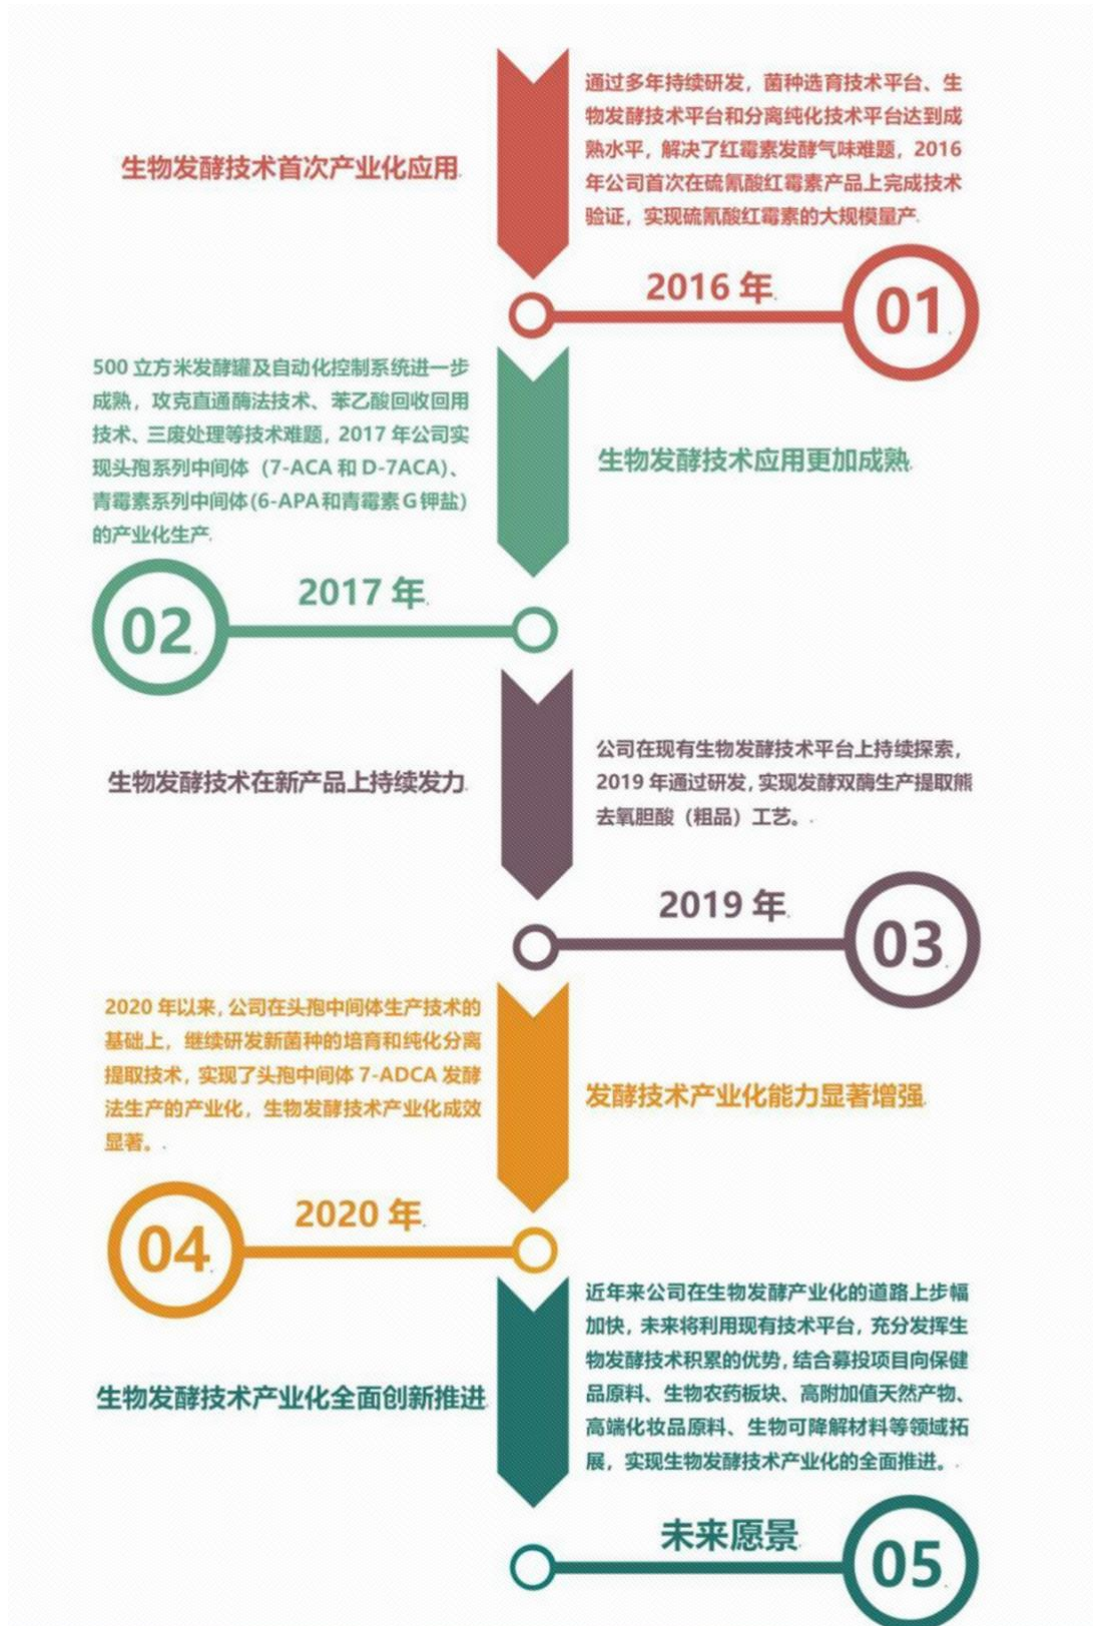 生物发酵技术首次产业化应用
通过多年持续研发，菌种选育技术平台、生
物发酵技术平台和分离纯化技术平台达到成
熟水平，解决了红霉素发酵气味难题，2016
年公司首次在硫氰酸红霉素产品上完成技术
验证，实现硫氰酸红霉素的大规模量产
2016 年
01
500 立方米发酵罐及自动化控制系统进一步
成熟，攻克直通酶法技术、苯乙酸回收回用
技术、三废处理等技术难题，2017 年公司实
现头孢系列中间体（7-ACA 和 D-7ACA）、
青霉素系列中间体(6-APA和青霉素G钾盐)
的产业化生产
生物发酵技术应用更加成熟
2017 年
02
生物发酵技术在新产品上持续发力
公司在现有生物发酵技术平台上持续探索，
2019 年通过研发，实现发酵双酶生产提取熊
去氧胆酸（粗品）工艺。
2019 年
03
2020 年以来，公司在头孢中间体生产技术的
基础上，继续研发新菌种的培育和纯化分离
提取技术，实现了头孢中间体 7-ADCA 发酵
法生产的产业化，生物发酵技术产业化成效
显著。
发酵技术产业化能力显著增强
2020 年
04
生物发酵技术产业化全面创新推进
近年来公司在生物发酵产业化的道路上步幅
加快，未来将利用现有技术平台，充分发挥生
物发酵技术积累的优势，结合募投项目向保健
品原料、生物农药板块、高附加值天然产物、
高端化妆品原料、生物可降解材料等领域拓
展，实现生物发酵技术产业化的全面推进。
未来愿景
05